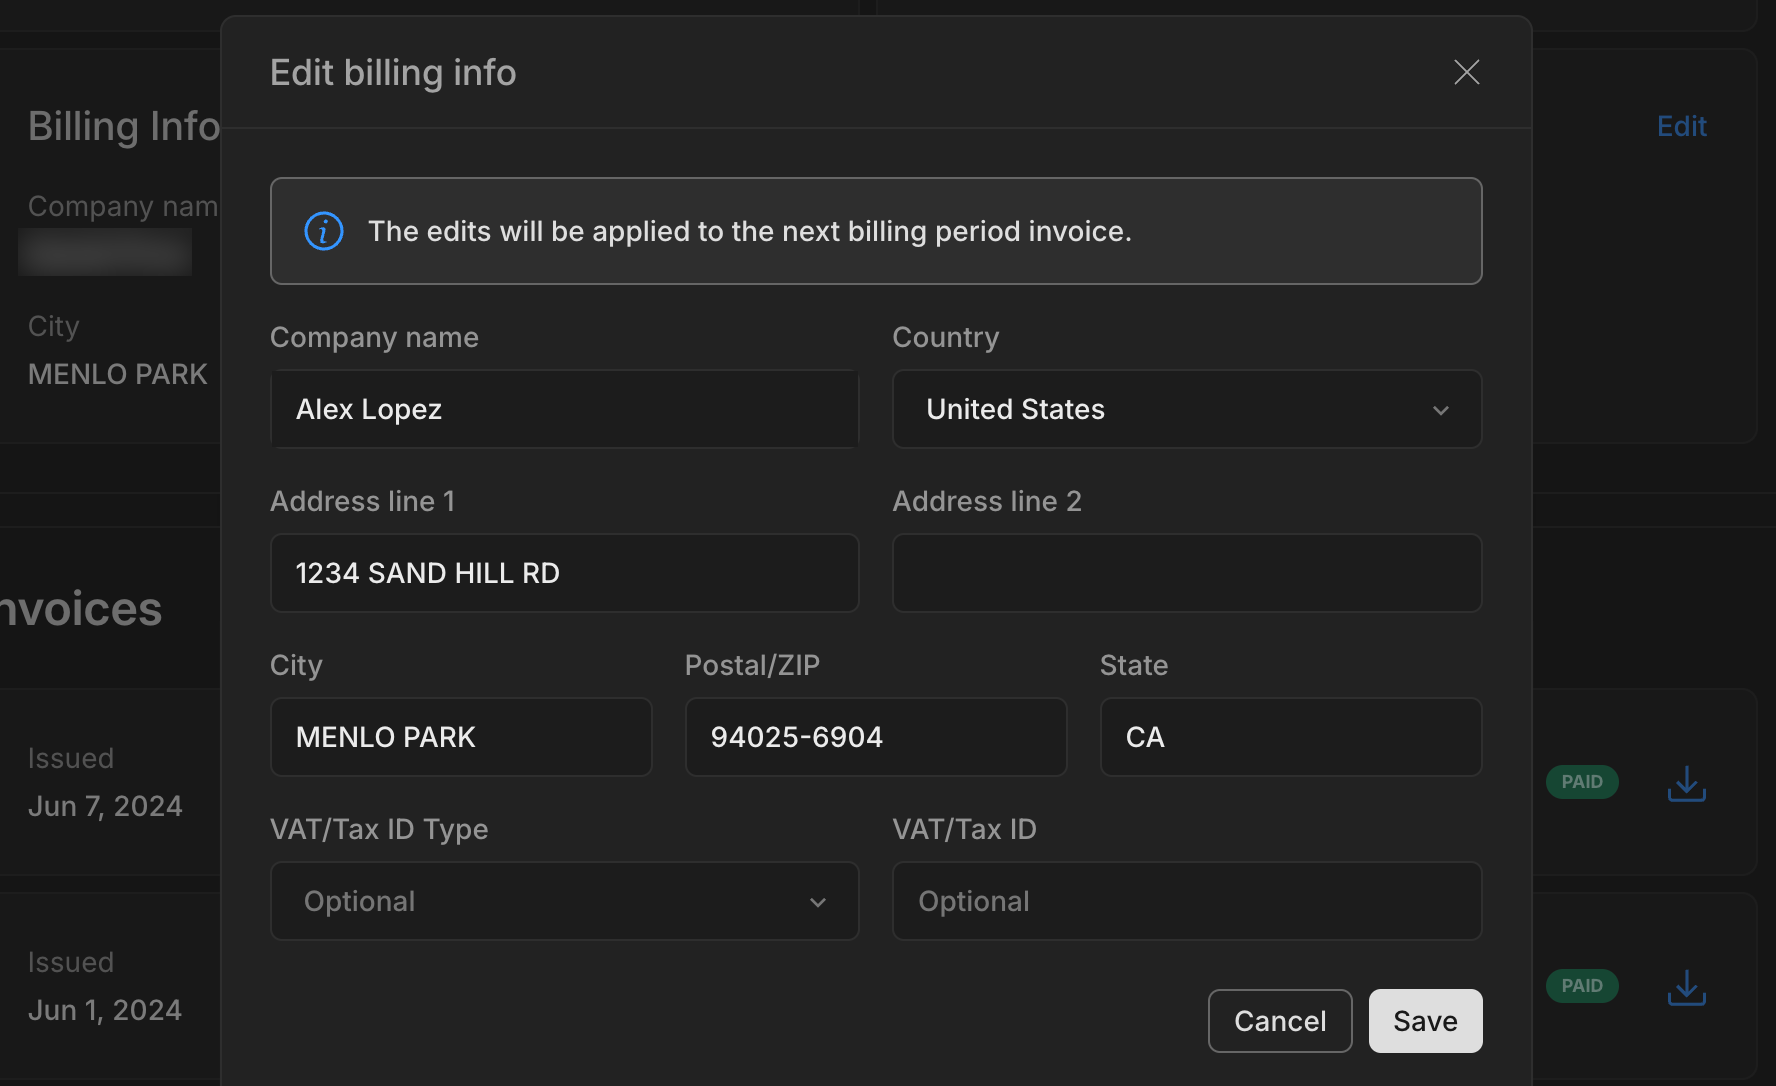 Edit billing info
Billing Info
Edit
The edits will be applied to the next billing period invoice.
Company nam
City
MENLO PARK
Company name
Country
Alex Lopez
United States
Address line 1
Address line 2
1234 SAND HILL RD
nvoices
City
Postal/ZIP
State
MENLO PARK
94025-6904
CA
Issued
Jun 7, 2024
PAID
VAT/Tax ID Type
VAT/Tax ID
Optional
Optional
Issued
Jun 1, 2024
PAID
Cancel
Save